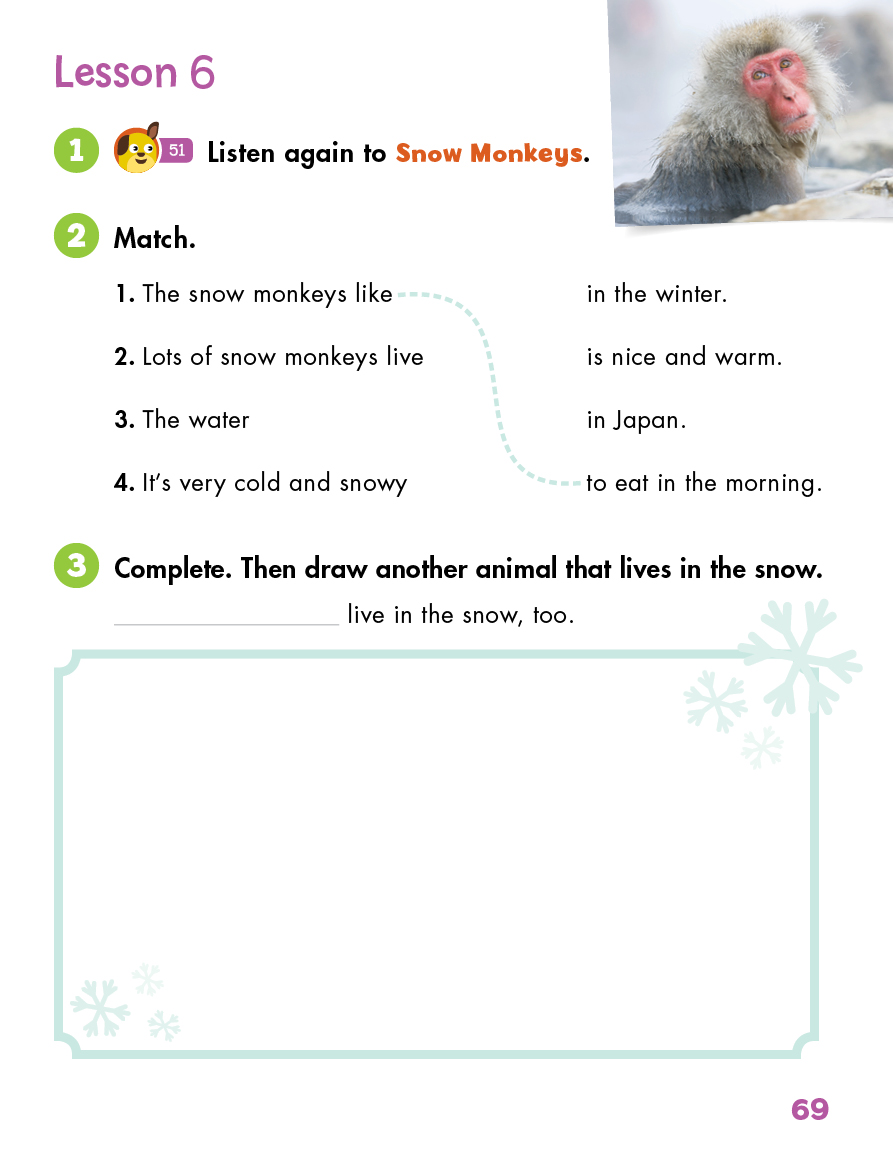 Lesson 6
1 51 Listen again to Snow Monkeys.
2 Match.
1. The snow monkeys like in the winter.
2. Lots of snow monkeys live is nice and warm.
3. The water in Japan.
4. It’s very cold and snowy to eat in the morning.
3 Complete. Then draw another animal that lives in the snow.
live in the snow, too.
69